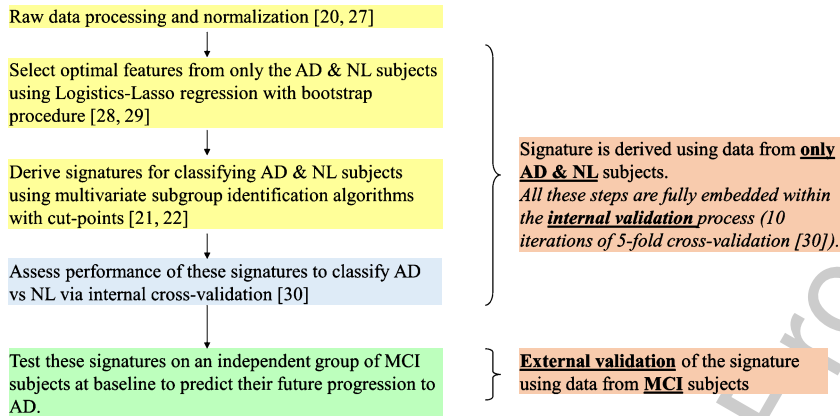 Raw data processing and normalization [20, 27]
Select optimal features from only the AD & NL subjects
using Logistics-Lasso regression with bootstrap
procedure [28, 29]
Derive signatures for classifying AD & NL subjects
using multivariate subgroup identification algorithms
with cut-points [21, 22]
Assess performance of these signatures to classify AD
vs NL via internal cross-validation [30]
Test these signatures on an independent group of MCI
subjects at baseline to predict their future progression to
AD.
Signature is derived using data from only
AD & NL subjects.
All these steps are fully embedded within
the internal validation process (10
iterations of 5-fold cross-validation [30]).
External validation of the signature
using data from MCI subjects